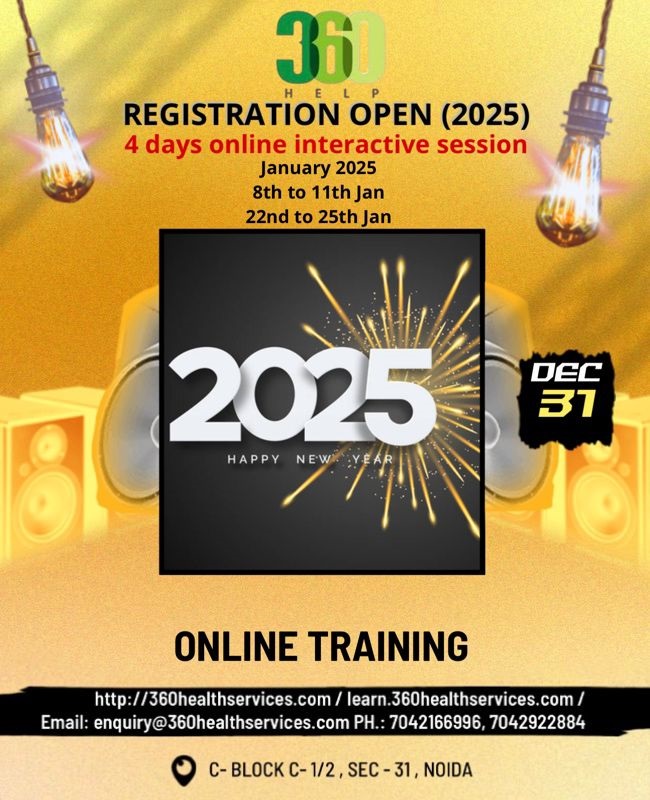 360
HELP
REGISTRATION OPEN (2025)
4 days online interactive session
January 2025
8th to 11th Jan
22nd to 25th Jan
2025
HAPPY NEW YEAR
DEC
31
ONLINE TRAINING
http://360healthservices.com / learn.360healthservices.com /
Email: enquiry@360healthservices.com PH.: 7042166996, 7042922884
C- BLOCK C- 1/2 , SEC - 31 , NOIDA